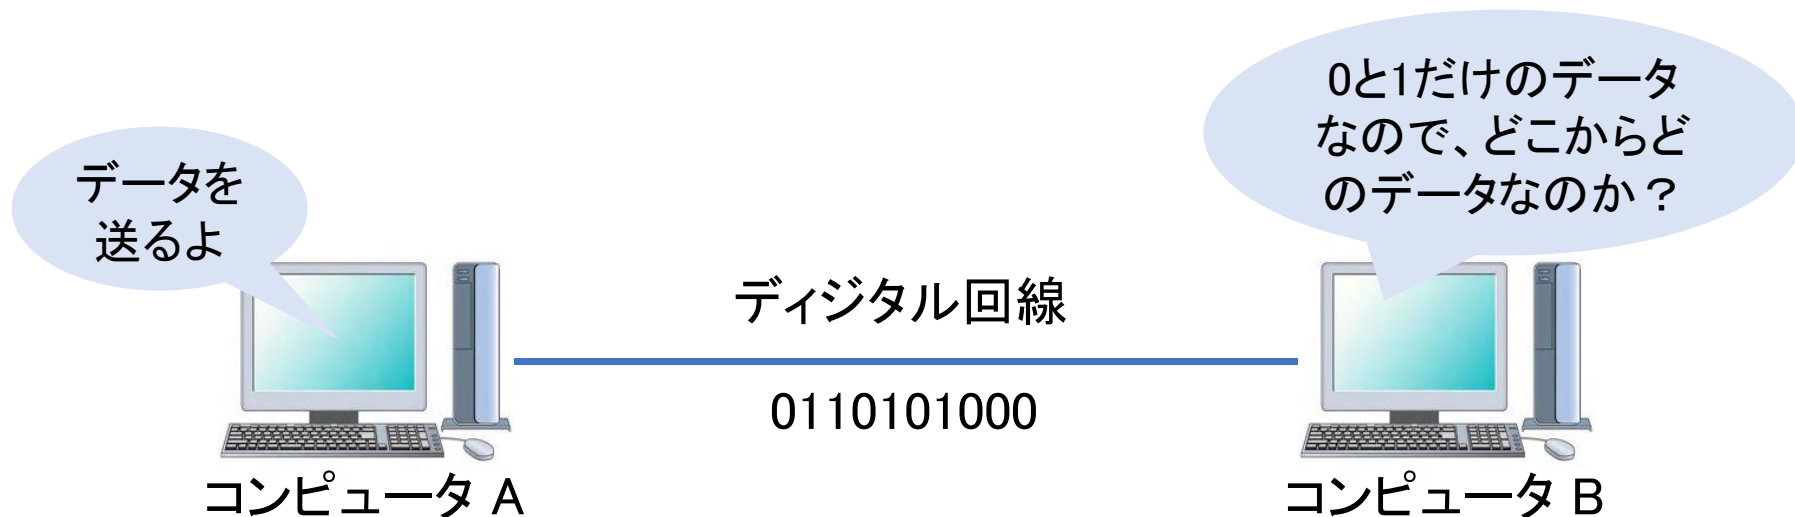 データを
送るよ
0と1だけのデータ
なので、どこからど
のデータなのか？
ディジタル回線
0110101000
コンピュータ A
コンピュータ B